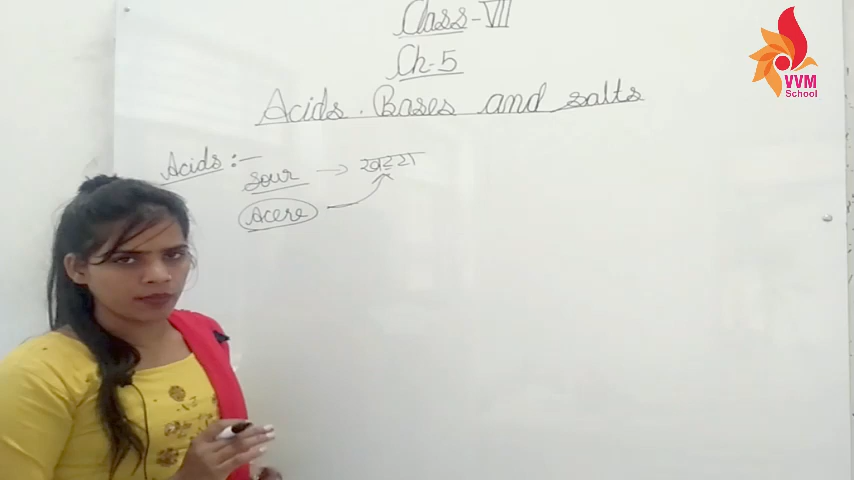 Class-VII
Ch-5
Acids. Bases and salts
Acids :-
sour → खट्टा
Acere
VVM
School